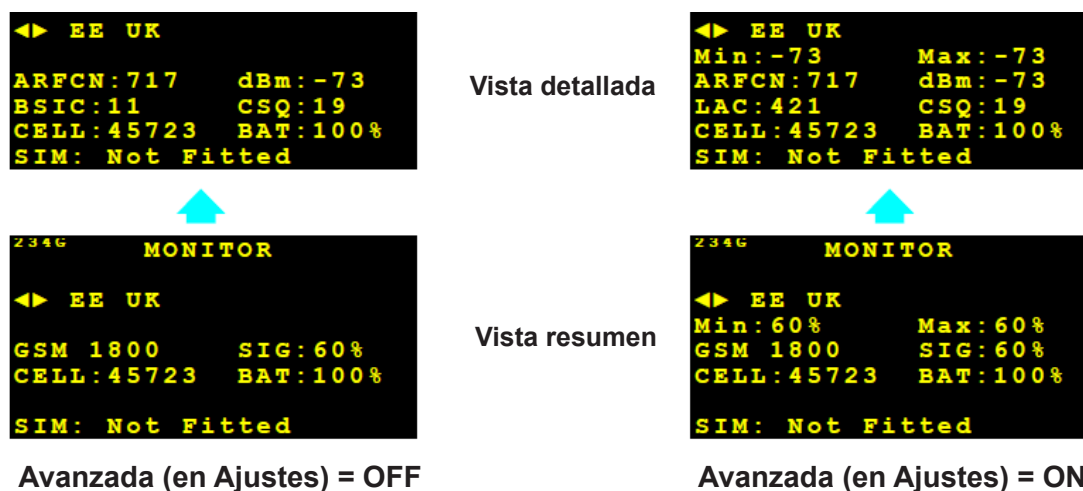 ◀▶ EE UK
ARFCN:717 dBm:-73
BSIC:11 CSQ:19
CELL:45723 BAT:100%
SIM: Not Fitted
Vista detallada
◀▶ EE UK
Min:-73 Max:-73
ARFCN:717 dBm:-73
LAC:421 CSQ:19
CELL:45723 BAT:100%
SIM: Not Fitted
234G MONITOR
◀▶ EE UK
GSM 1800 SIG:60%
CELL:45723 BAT:100%
SIM: Not Fitted
Vista resumen
234G MONITOR
◀▶ EE UK
Min:60% Max:60%
GSM 1800 SIG:60%
CELL:45723 BAT:100%
SIM: Not Fitted
Avanzada (en Ajustes) = OFF
Avanzada (en Ajustes) = ON